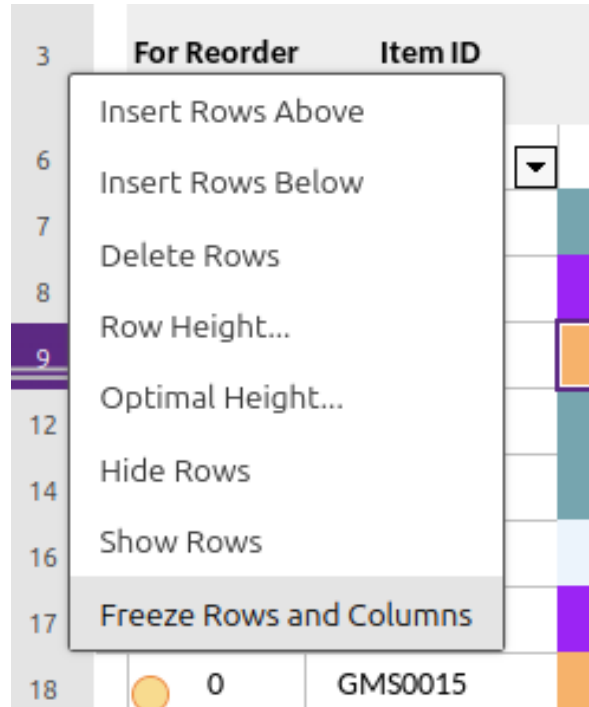 3 For Reorder Item ID
Insert Rows Above
6
Insert Rows Below
7
Delete Rows
8
Row Height...
9
Optimal Height...
12
Hide Rows
14
Show Rows
16
Freeze Rows and Columns
17
18 0 GMS0015